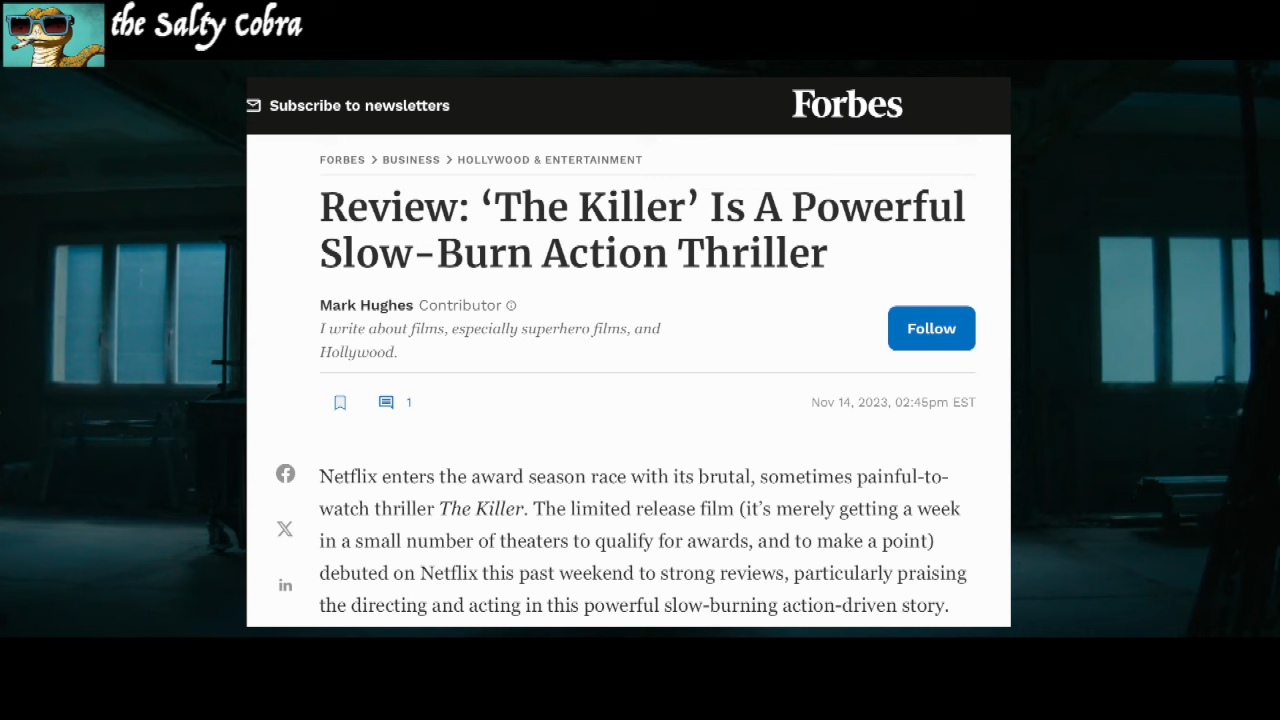 the Salty Cobra
Subscribe to newsletters
Forbes
FORBES > BUSINESS > HOLLYWOOD & ENTERTAINMENT
Review: ‘The Killer’ Is A Powerful
Slow-Burn Action Thriller
Mark Hughes Contributor
I write about films, especially superhero films, and
Hollywood.
Follow
1
Nov 14, 2023, 02:45pm EST
Netflix enters the award season race with its brutal, sometimes painful-to-
watch thriller The Killer. The limited release film (it’s merely getting a week
in a small number of theaters to qualify for awards, and to make a point)
debuted on Netflix this past weekend to strong reviews, particularly praising
the directing and acting in this powerful slow-burning action-driven story.